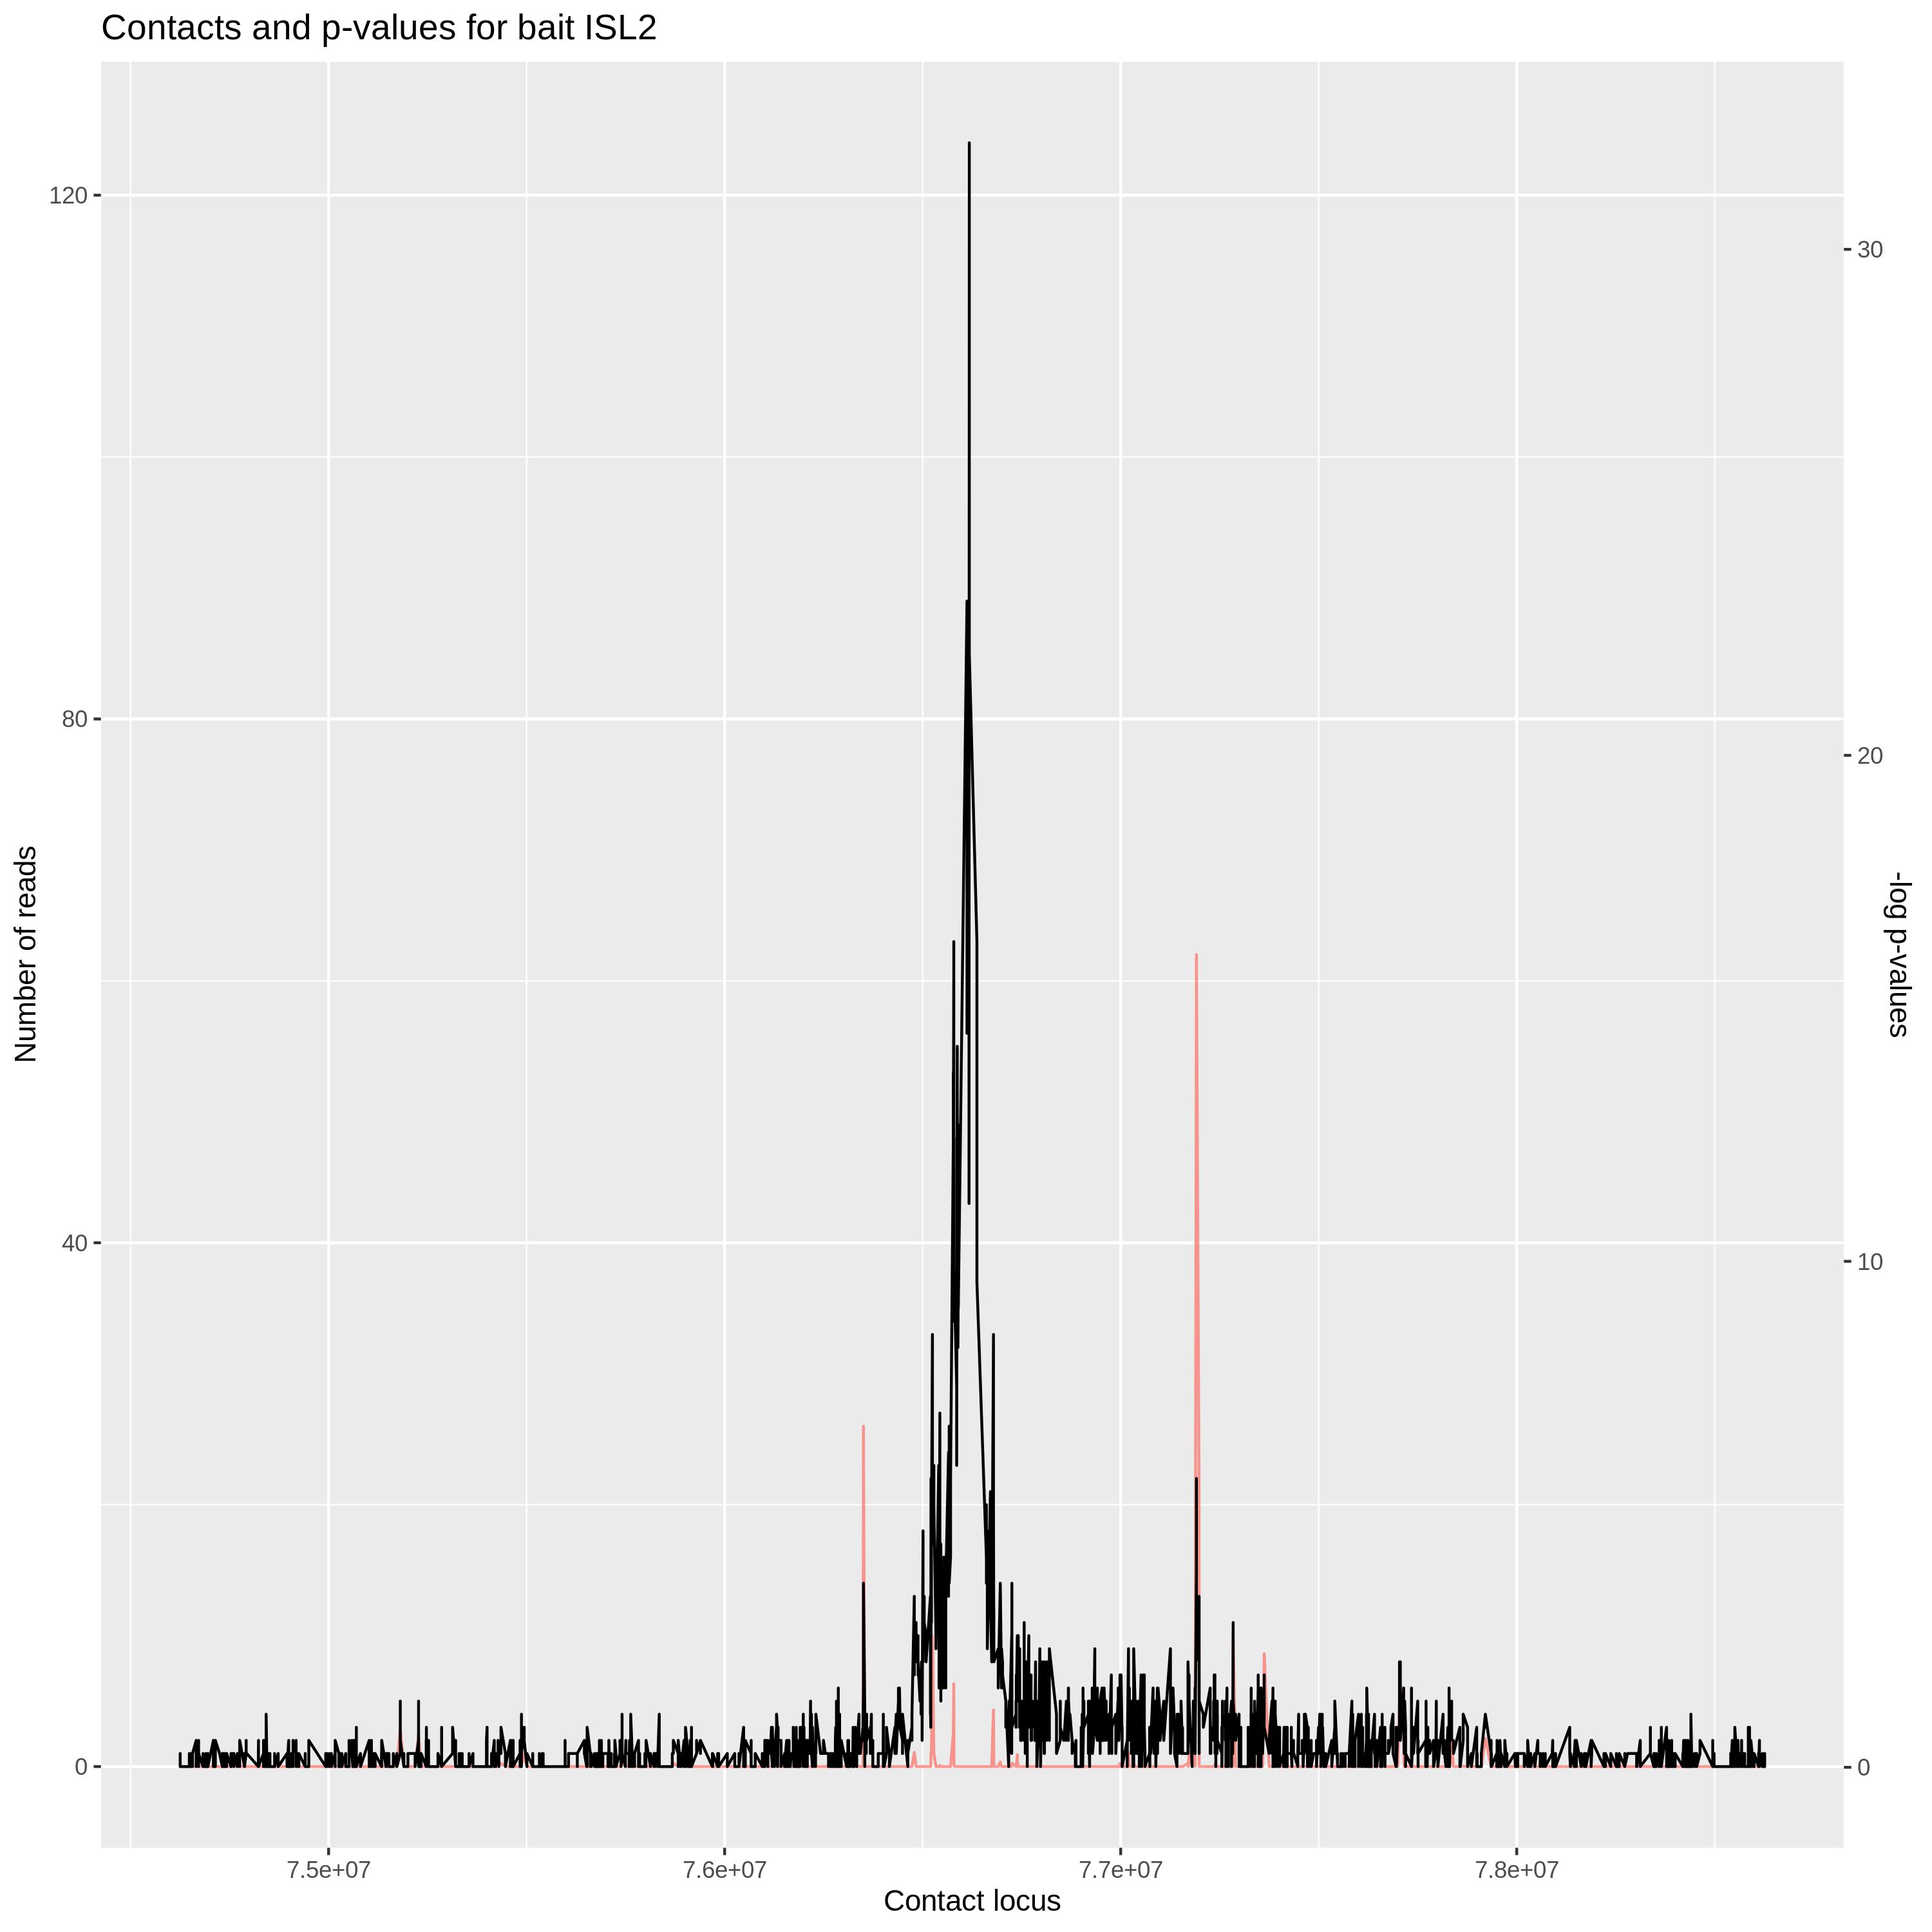 Contacts and p-values for bait ISL2
120
80
40
0
Number of reads
30
20
10
0
-log p-values
7.5e+07
7.6e+07
7.7e+07
7.8e+07
Contact locus